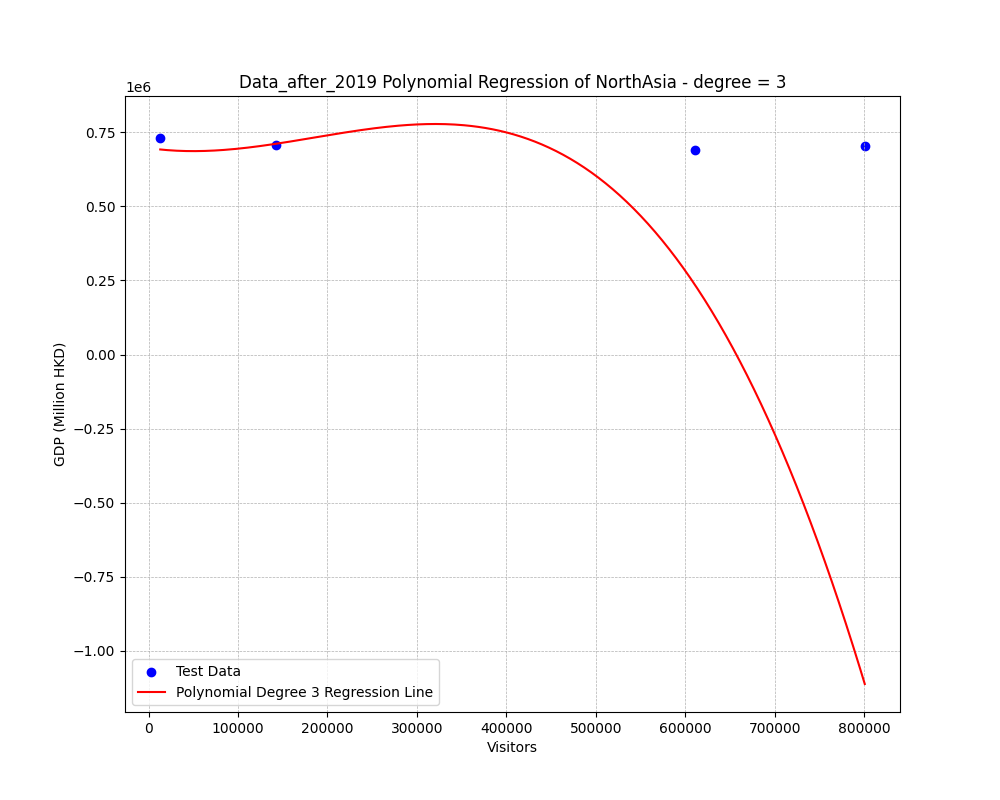 Data_after_2019 Polynomial Regression of NorthAsia - degree = 3
1e6
0.75
0.50
0.25
0.00
−0.25
−0.50
−0.75
−1.00
GDP (Million HKD)
Test Data
Polynomial Degree 3 Regression Line
0 100000 200000 300000 400000 500000 600000 700000 800000
Visitors